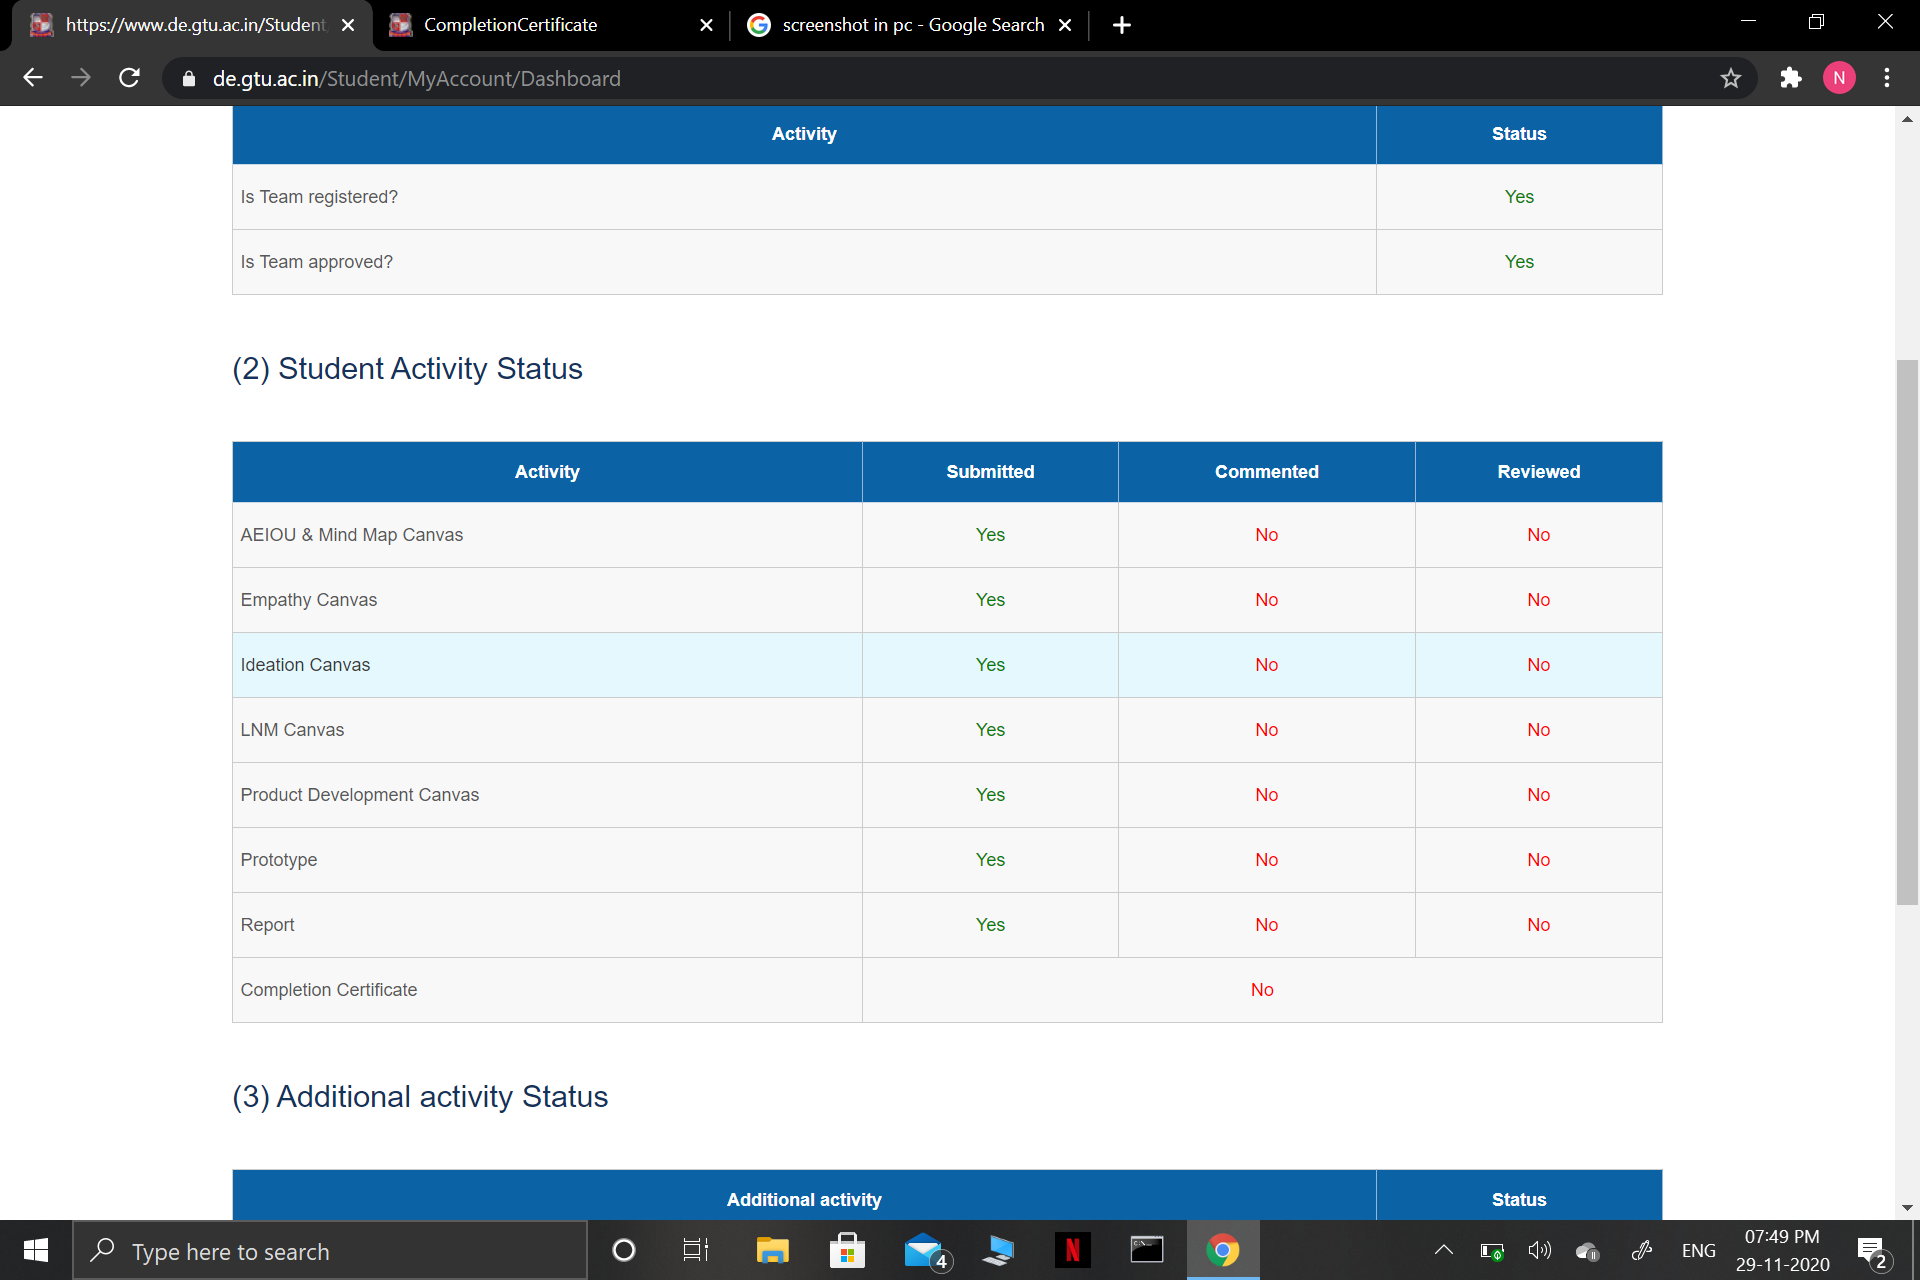 https://www.de.gtu.ac.in/Student
CompletionCertificate
screenshot in pc - Google Search
de.gtu.ac.in/Student/MyAccount/Dashboard
N
Activity Status
Is Team registered? Yes
Is Team approved? Yes
(2) Student Activity Status
Activity Submitted Commented Reviewed
AEIOU & Mind Map Canvas Yes No No
Empathy Canvas Yes No No
Ideation Canvas Yes No No
LNM Canvas Yes No No
Product Development Canvas Yes No No
Prototype Yes No No
Report Yes No No
Completion Certificate No
(3) Additional activity Status
Additional activity Status
Type here to search
4
N
ENG
07:49 PM
29-11-2020
2